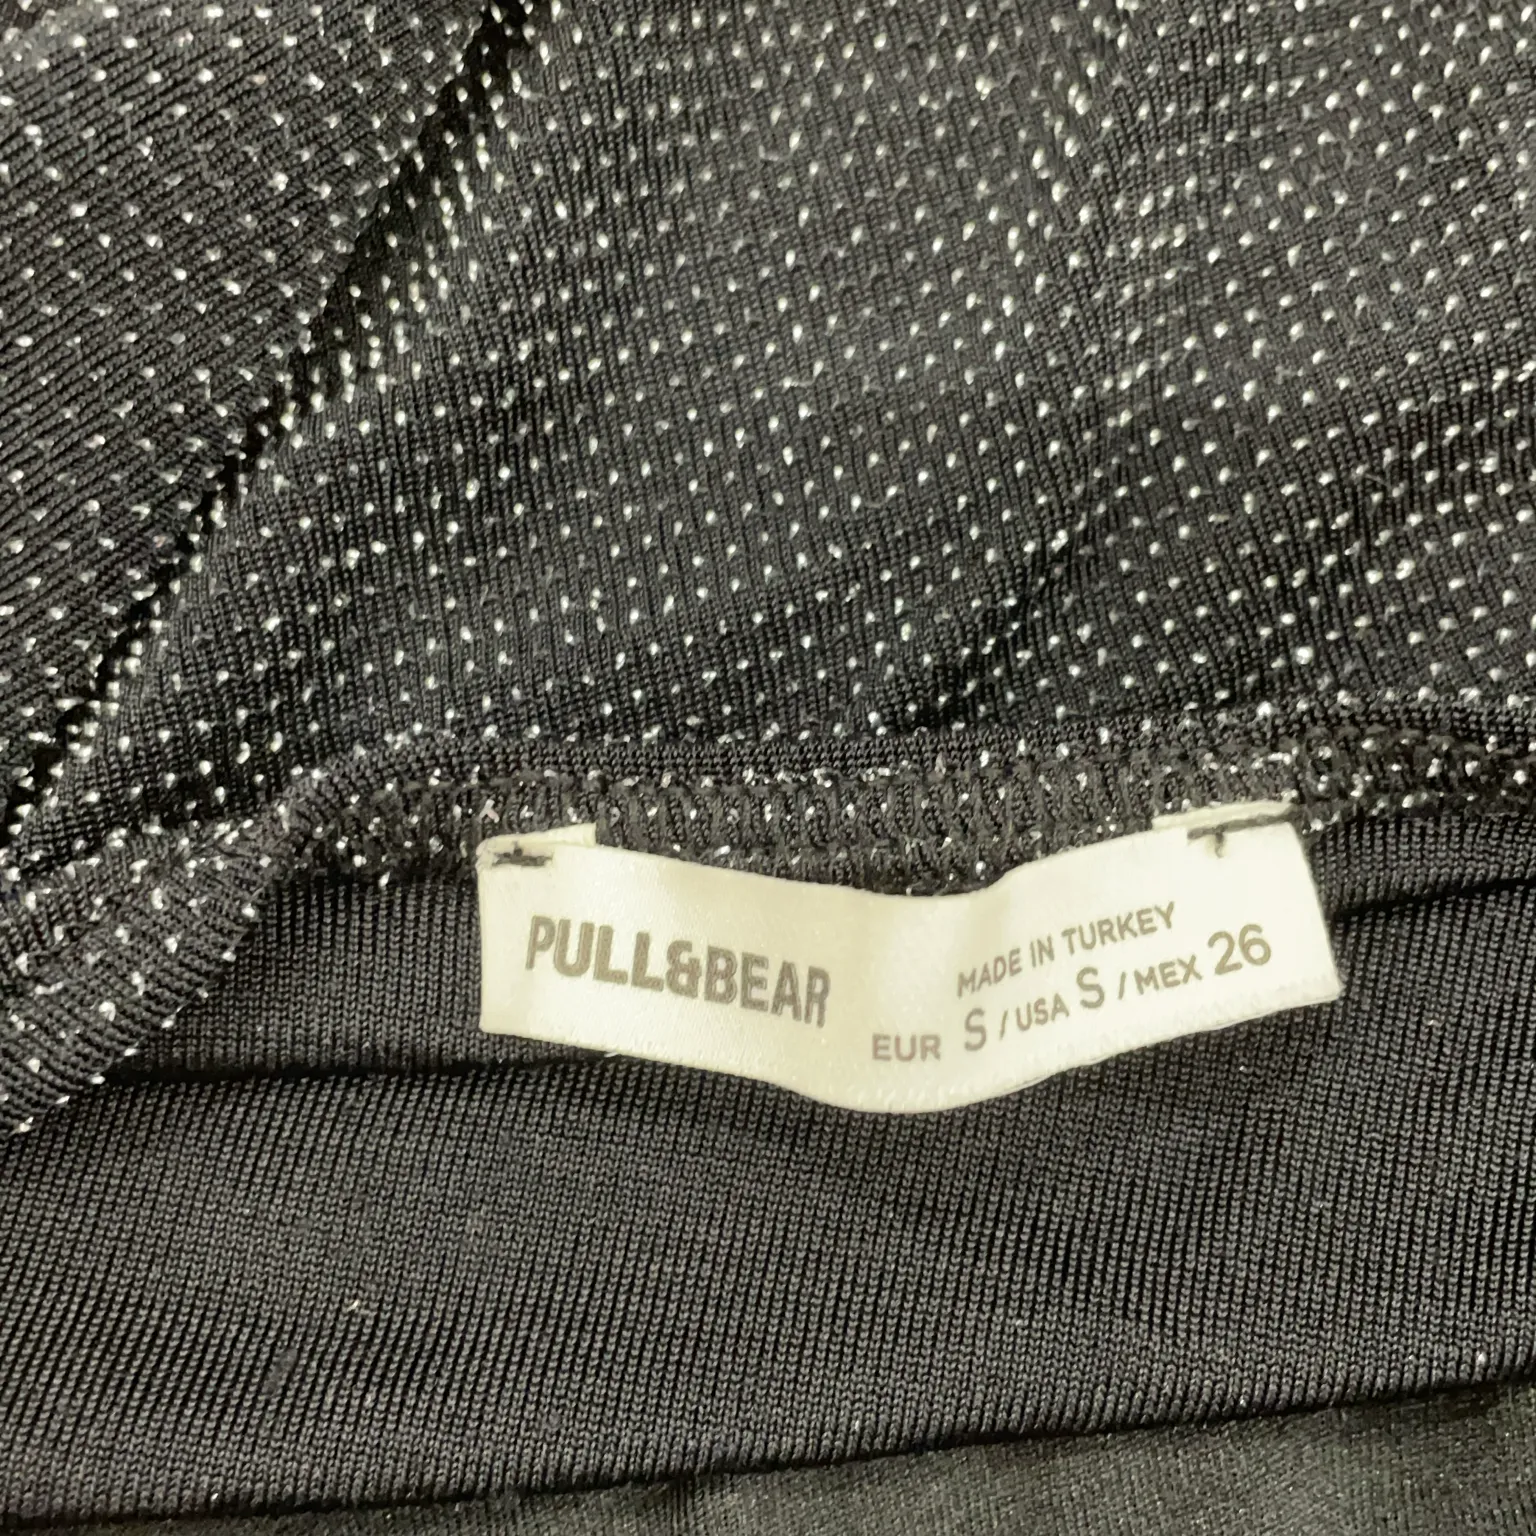 PULL&BEAR
MADE IN TURKEY
EUR S / USA S / MEX 26